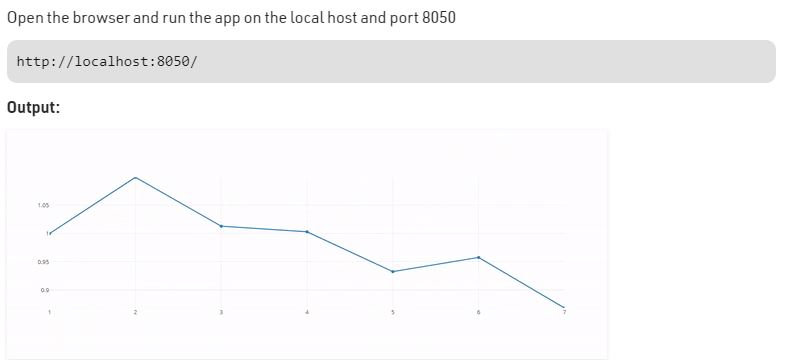 Open the browser and run the app on the local host and port 8050
http://localhost:8050/
Output:
1.05
1
0.95
0.9
1 2 3 4 5 6 7